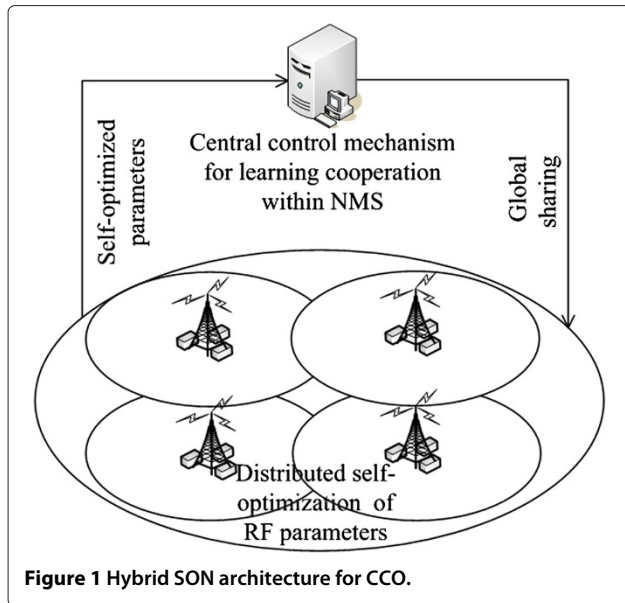 Self-optimized
parameters
Central control mechanism
for learning cooperation
within NMS
Global
sharing
Distributed self-
optimization of
RF parameters
Figure 1 Hybrid SON architecture for CCO.